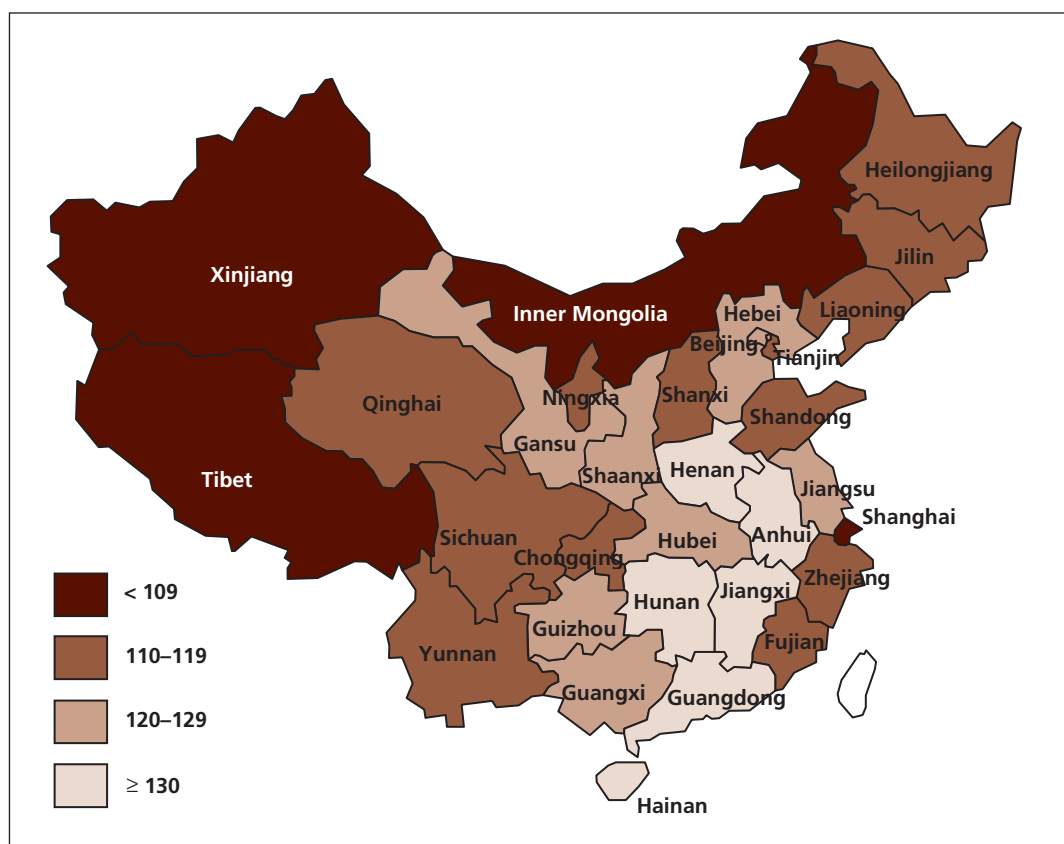 Heilongjiang
Jilin
Xinjiang
Inner Mongolia
Hebei
Liaoning
Beijing
Tianjin
Qinghai
Ningxia
Shanxi
Shandong
Gansu
Henan
Shaanxi
Tibet
Jiangsu
Shanghai
Sichuan
Anhui
Hubei
Chongqing
Zhejiang
Jiangxi
Hunan
Guizhou
Fujian
Yunnan
Guangxi
Guangdong
Hainan
< 109
110–119
120–129
≥ 130